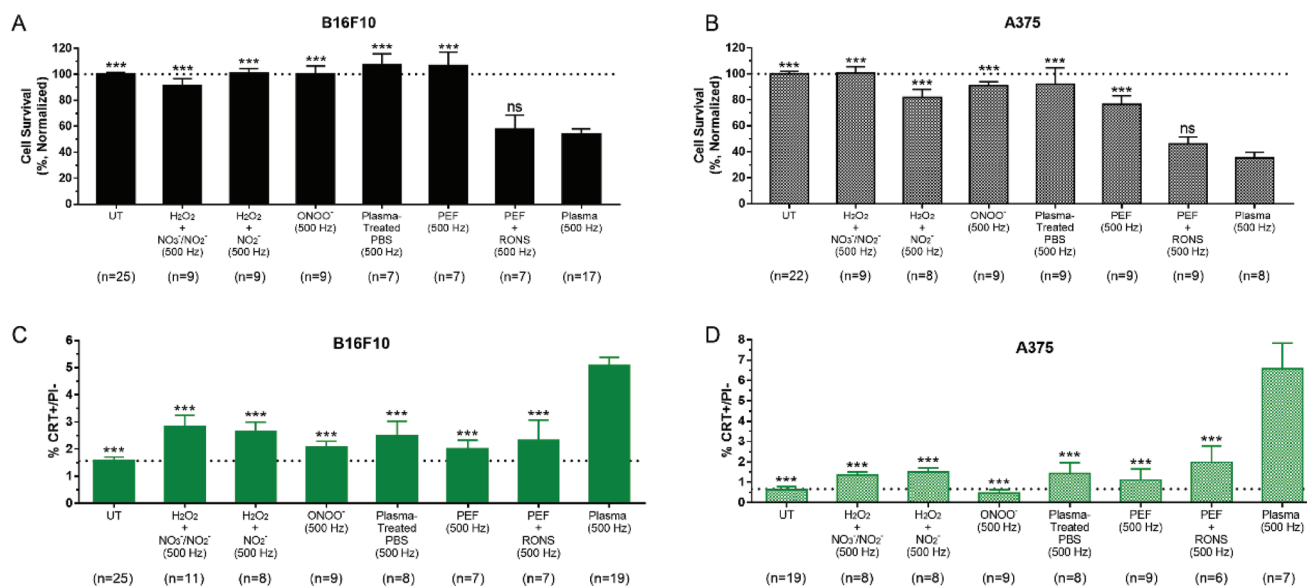 A
B16F10
Cell Survival
(%, Normalized)
120
100
80
60
40
20
0
*** *** *** *** *** *** ns
UT
H₂O₂
+
NO₃⁻/NO₂⁻
(500 Hz)
H₂O₂
+
NO₂⁻
(500 Hz)
ONOO⁻
(500 Hz)
Plasma-
Treated
PBS
(500 Hz)
PEF
(500 Hz)
PEF
+
RONS
(500 Hz)
Plasma
(500 Hz)
(n=25) (n=9) (n=9) (n=9) (n=7) (n=7) (n=7) (n=17)
B
A375
Cell Survival
(%, Normalized)
120
100
80
60
40
20
0
*** *** *** *** *** *** ns
UT
H₂O₂
+
NO₃⁻/NO₂⁻
(500 Hz)
H₂O₂
+
NO₂⁻
(500 Hz)
ONOO⁻
(500 Hz)
Plasma-
Treated
PBS
(500 Hz)
PEF
(500 Hz)
PEF
+
RONS
(500 Hz)
Plasma
(500 Hz)
(n=22) (n=9) (n=8) (n=9) (n=9) (n=9) (n=9) (n=8)
C
B16F10
% CRT+/PI-
6
5
4
3
2
1
0
*** *** *** *** *** *** ***
UT
H₂O₂
+
NO₃⁻/NO₂⁻
(500 Hz)
H₂O₂
+
NO₂⁻
(500 Hz)
ONOO⁻
(500 Hz)
Plasma-
Treated
PBS (500 Hz)
PEF
(500 Hz)
PEF
+
RONS
(500 Hz)
Plasma
(500 Hz)
(n=25) (n=11) (n=8) (n=9) (n=8) (n=7) (n=7) (n=19)
D
A375
% CRT+/PI-
8
7
6
5
4
3
2
1
0
*** *** *** *** *** *** ***
UT
H₂O₂
+
NO₃⁻/NO₂⁻
(500 Hz)
H₂O₂
+
NO₂⁻
(500 Hz)
ONOO⁻
(500 Hz)
Plasma-
Treated
PBS
(500 Hz)
PEF
(500 Hz)
PEF
+
RONS
(500 Hz)
Plasma
(500 Hz)
(n=19) (n=8) (n=8) (n=9) (n=8) (n=9) (n=6) (n=7)